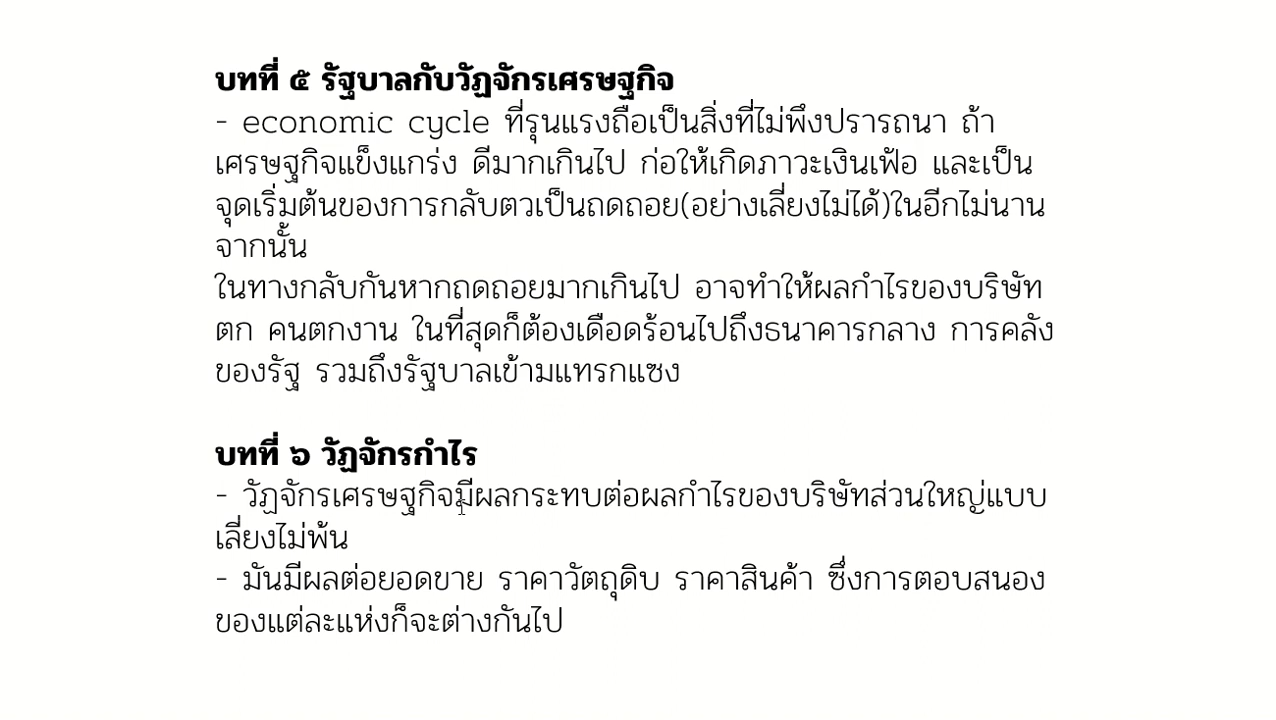 บทที่ ๕ รัฐบาลกับวัฏจักรเศรษฐกิจ
- economic cycle ที่รุนแรงถือเป็นสิ่งที่ไม่พึงปรารถนา ถ้า
เศรษฐกิจแข็งแกร่ง ดีมากเกินไป ก่อให้เกิดภาวะเงินเฟ้อ และเป็น
จุดเริ่มต้นของการกลับตวเป็นถดถอย(อย่างเลี่ยงไม่ได้)ในอีกไม่นาน
จากนั้น
ในทางกลับกันหากถดถอยมากเกินไป อาจทำให้ผลกำไรของบริษัท
ตก คนตกงาน ในที่สุดก็ต้องเดือดร้อนไปถึงธนาคารกลาง การคลัง
ของรัฐ รวมถึงรัฐบาลเข้ามแทรกแซง
บทที่ ๖ วัฏจักรกำไร
- วัฏจักรเศรษฐกิจมีผลกระทบต่อผลกำไรของบริษัทส่วนใหญ่แบบ
เลี่ยงไม่พ้น
- มันมีผลต่อยอดขาย ราคาวัตถุดิบ ราคาสินค้า ซึ่งการตอบสนอง
ของแต่ละแห่งก็จะต่างกันไป